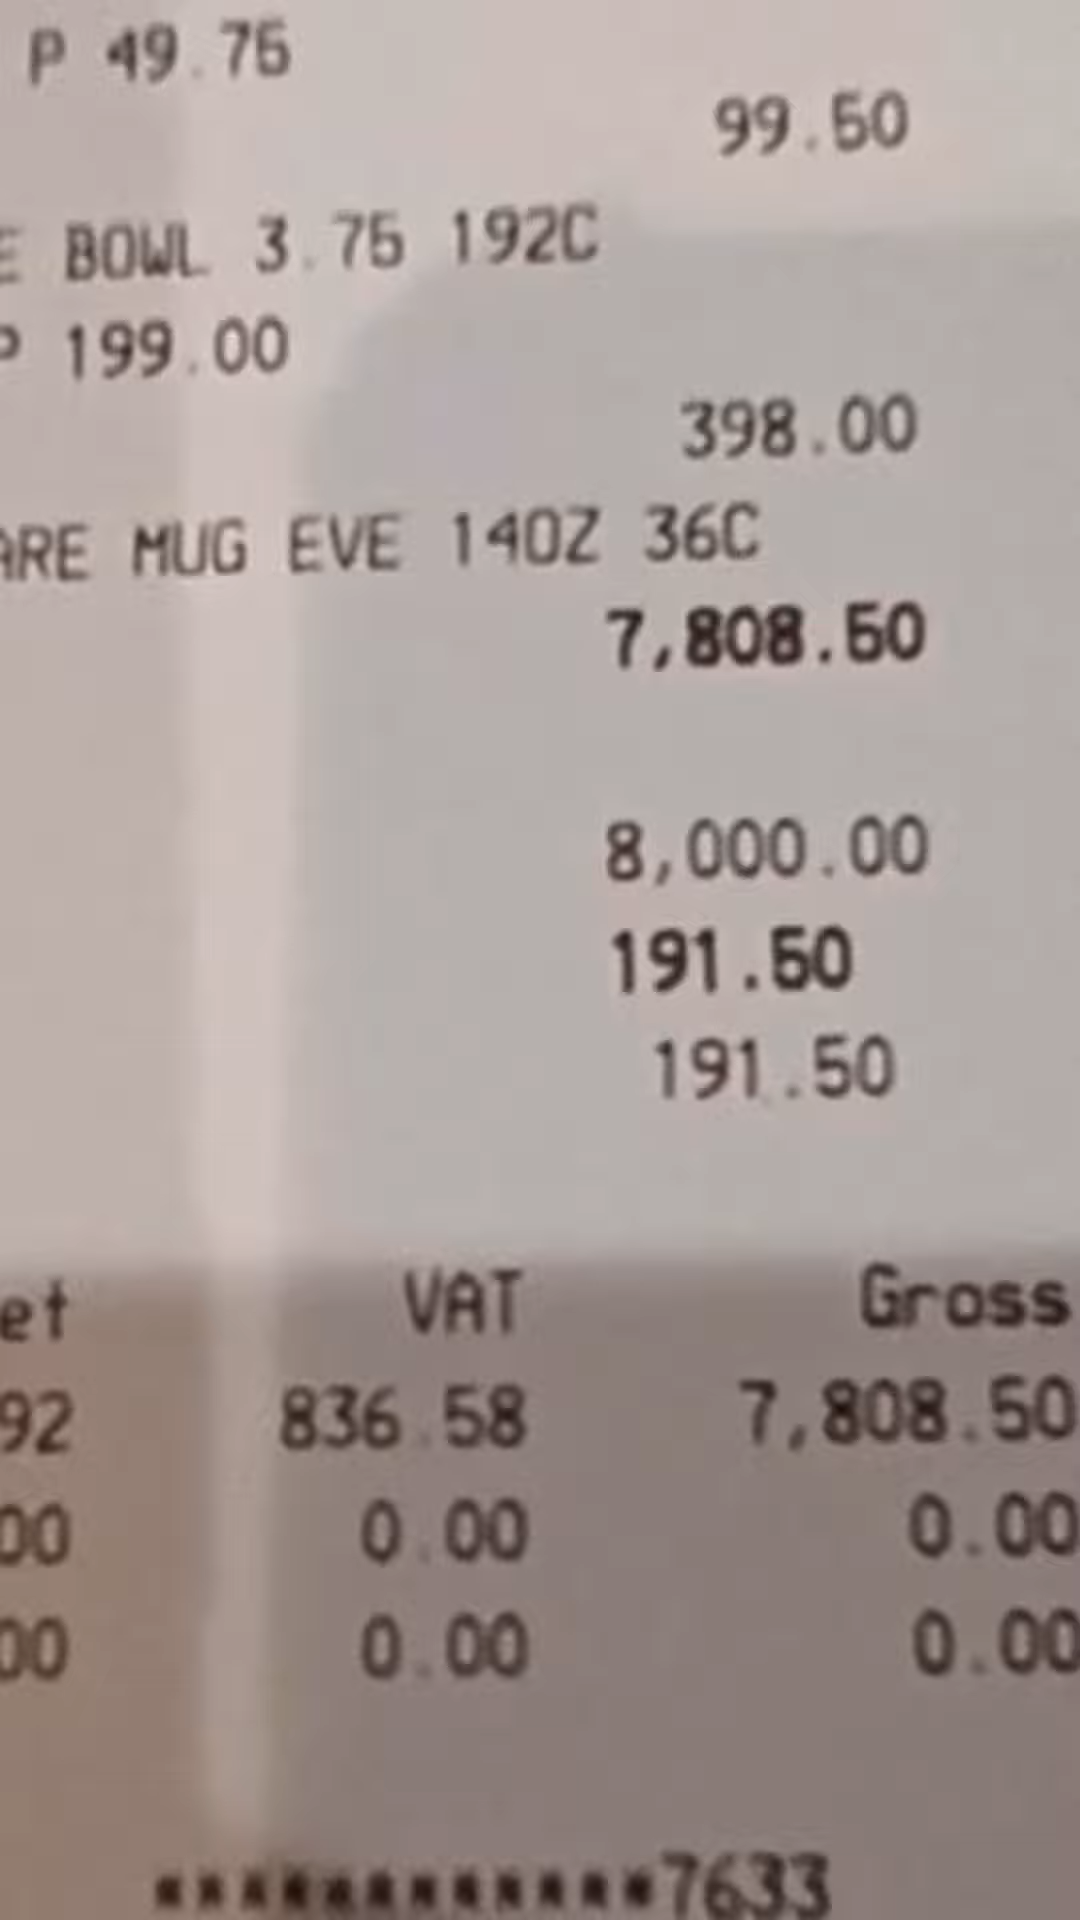 P 49.75
99.50
E BOWL 3.75 192C
P 199.00
398.00
ARE MUG EVE 14OZ 36C
7,808.50
8,000.00
191.50
191.50
et VAT Gross
92 836.58 7,808.50
00 0.00 0.00
00 0.00 0.00
************7633